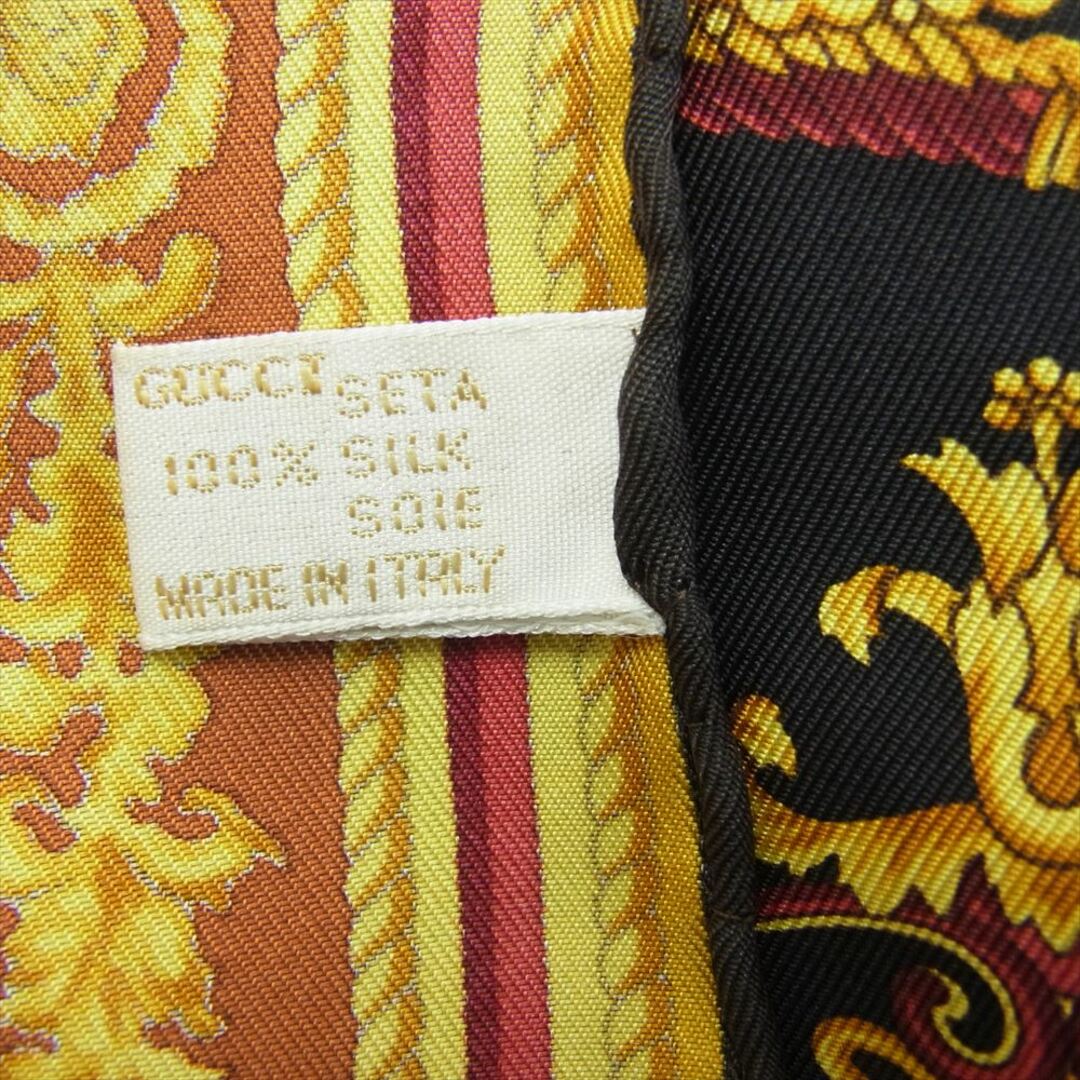 GUCCI SETA
100% SILK
SOIE
MADE IN ITALY